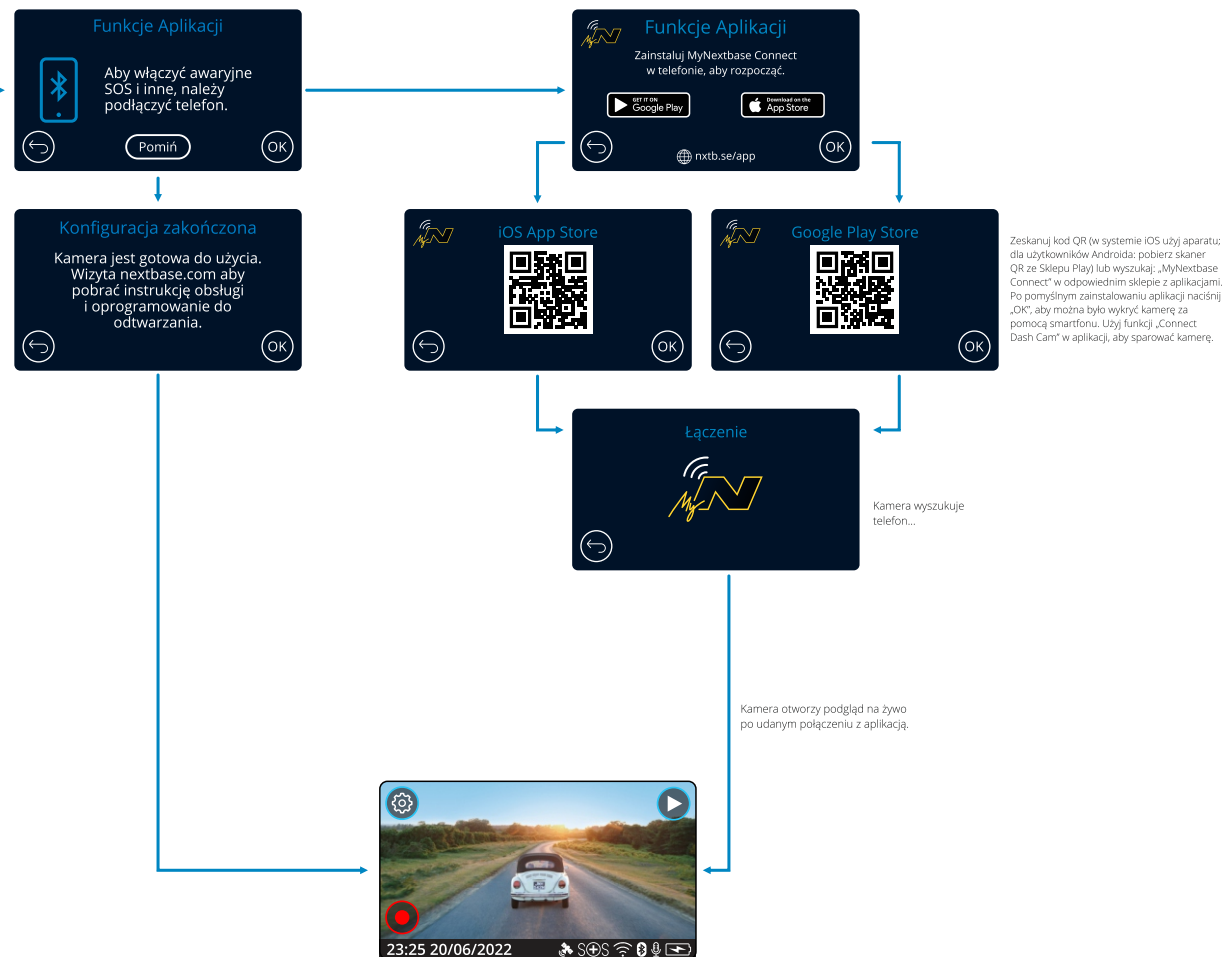 Funkcje Aplikacji
Aby włączyć awaryjne
SOS i inne, należy
podłączyć telefon.
Pomiń
OK
My N
Funkcje Aplikacji
Zainstaluj MyNextbase Connect
w telefonie, aby rozpocząć.
GET IT ON
Google Play
Download on the
App Store
nxtb.se/app
OK
Konfiguracja zakończona
Kamera jest gotowa do użycia.
Wizyta nextbase.com aby
pobrać instrukcję obsługi
i oprogramowanie do
odtwarzania.
OK
My N
iOS App Store
OK
My N
Google Play Store
OK
Zeskanuj kod QR (w systemie iOS użyj aparatu;
dla użytkowników Androida: pobierz skaner
QR ze Sklepu Play) lub wyszukaj: „MyNextbase
Connect” w odpowiednim sklepie z aplikacjami.
Po pomyślnym zainstalowaniu aplikacji naciśnij
„OK”, aby można było wykryć kamerę za
pomocą smartfonu. Użyj funkcji „Connect
Dash Cam” w aplikacji, aby sparować kamerę.
Łączenie
My N
Kamera wyszukuje
telefon...
Kamera otworzy podgląd na żywo
po udanym połączeniu z aplikacją.
23:25 20/06/2022
SOS